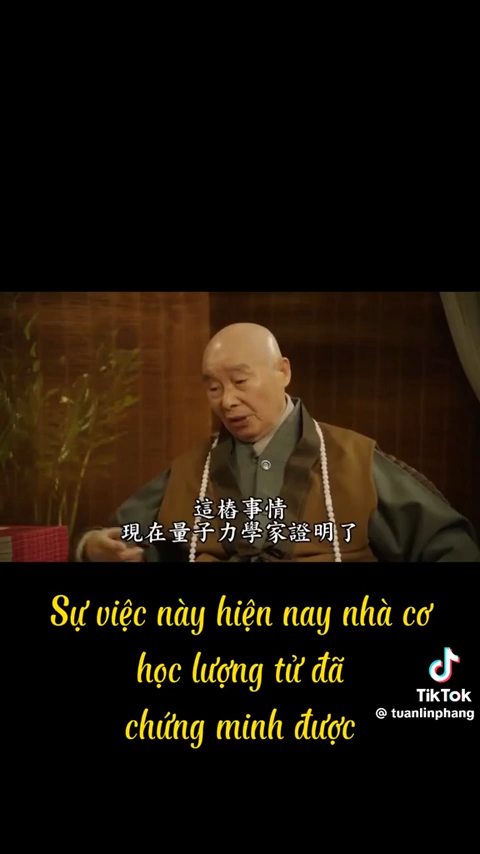 這樁事情
現在量子力學家證明了
Sự việc này hiện nay nhà cơ
học lượng tử đã
chứng minh được
TikTok
@ tuanlinphang